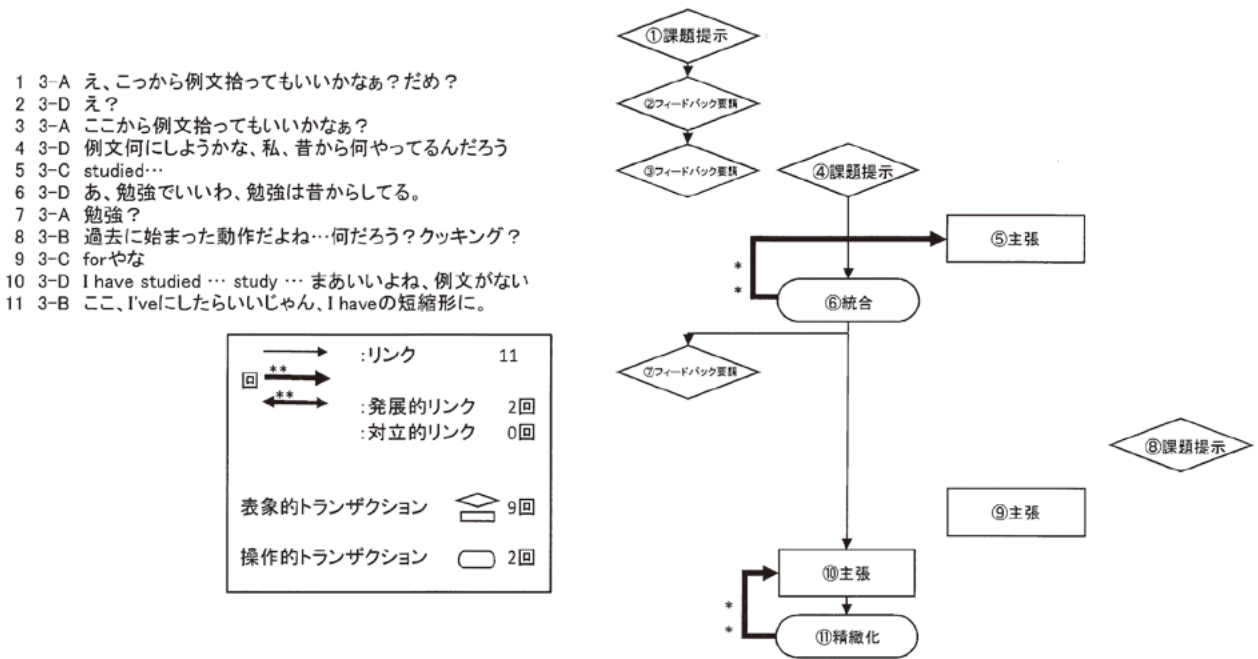 1 3-A え、こっから例文拾ってもいいかなぁ？だめ？
2 3-D え？
3 3-A ここから例文拾ってもいいかなぁ？
4 3-D 例文何にしようかな、私、昔から何やってるんだろう
5 3-C studied…
6 3-D あ、勉強でいいわ、勉強は昔からしてる。
7 3-A 勉強？
8 3-B 過去に始まった動作だよね…何だろう？クッキング？
9 3-C forやな
10 3-D I have studied … study … まあいいよね、例文がない
11 3-B ここ、I'veにしたらいいじゃん、I haveの短縮形に。
:リンク 11
回 **
** :発展的リンク 2回
:対立的リンク 0回
表象的トランザクション 9回
操作的トランザクション 2回
①課題提示
②フィードバック要請
③フィードバック要請
④課題提示
⑤主張
*
*
⑥統合
⑦フィードバック要請
⑧課題提示
⑨主張
⑩主張
*
*
⑪精緻化